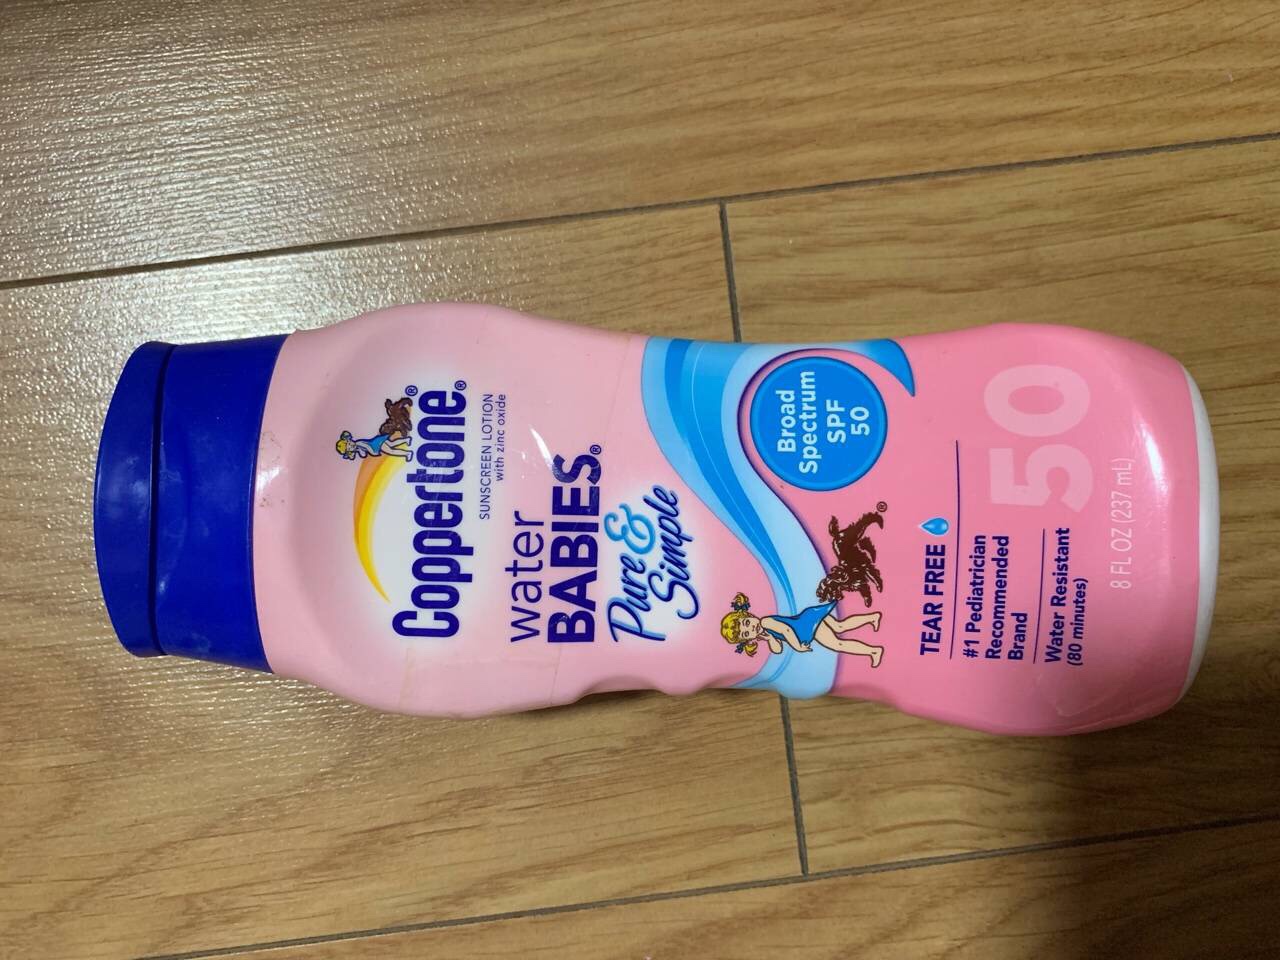 Coppertone®
SUNSCREEN LOTION
with zinc oxide
water
BABIES®
Pure &
Simple
Broad
Spectrum
SPF
50
TEAR FREE
#1 Pediatrician
Recommended
Brand
Water Resistant
(80 minutes)
50
8 FL OZ (237 mL)